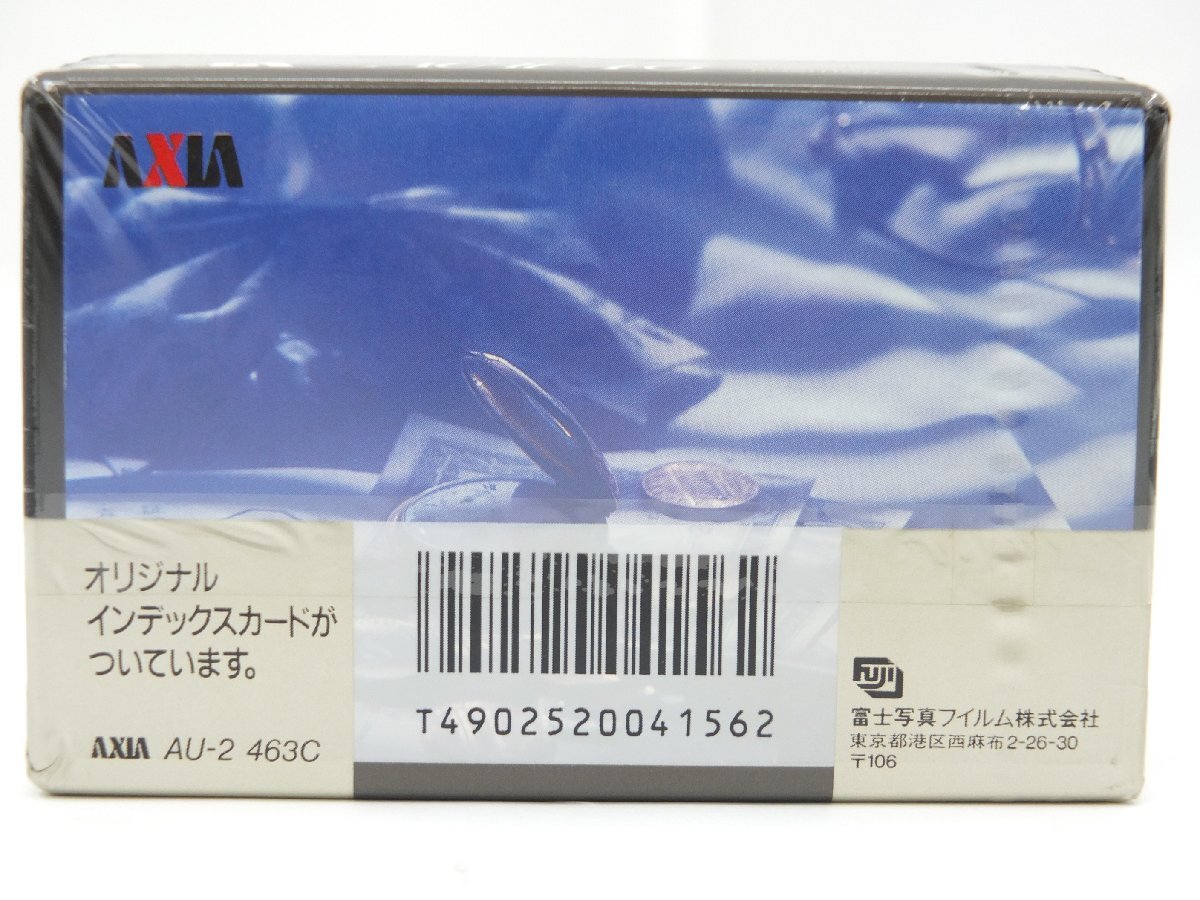 AXIA
オリジナル
インデックスカードが
ついています。
AXIA AU-2 463C
T4902520041562
FUJI
富士写真フイルム株式会社
東京都港区西麻布2-26-30
〒106